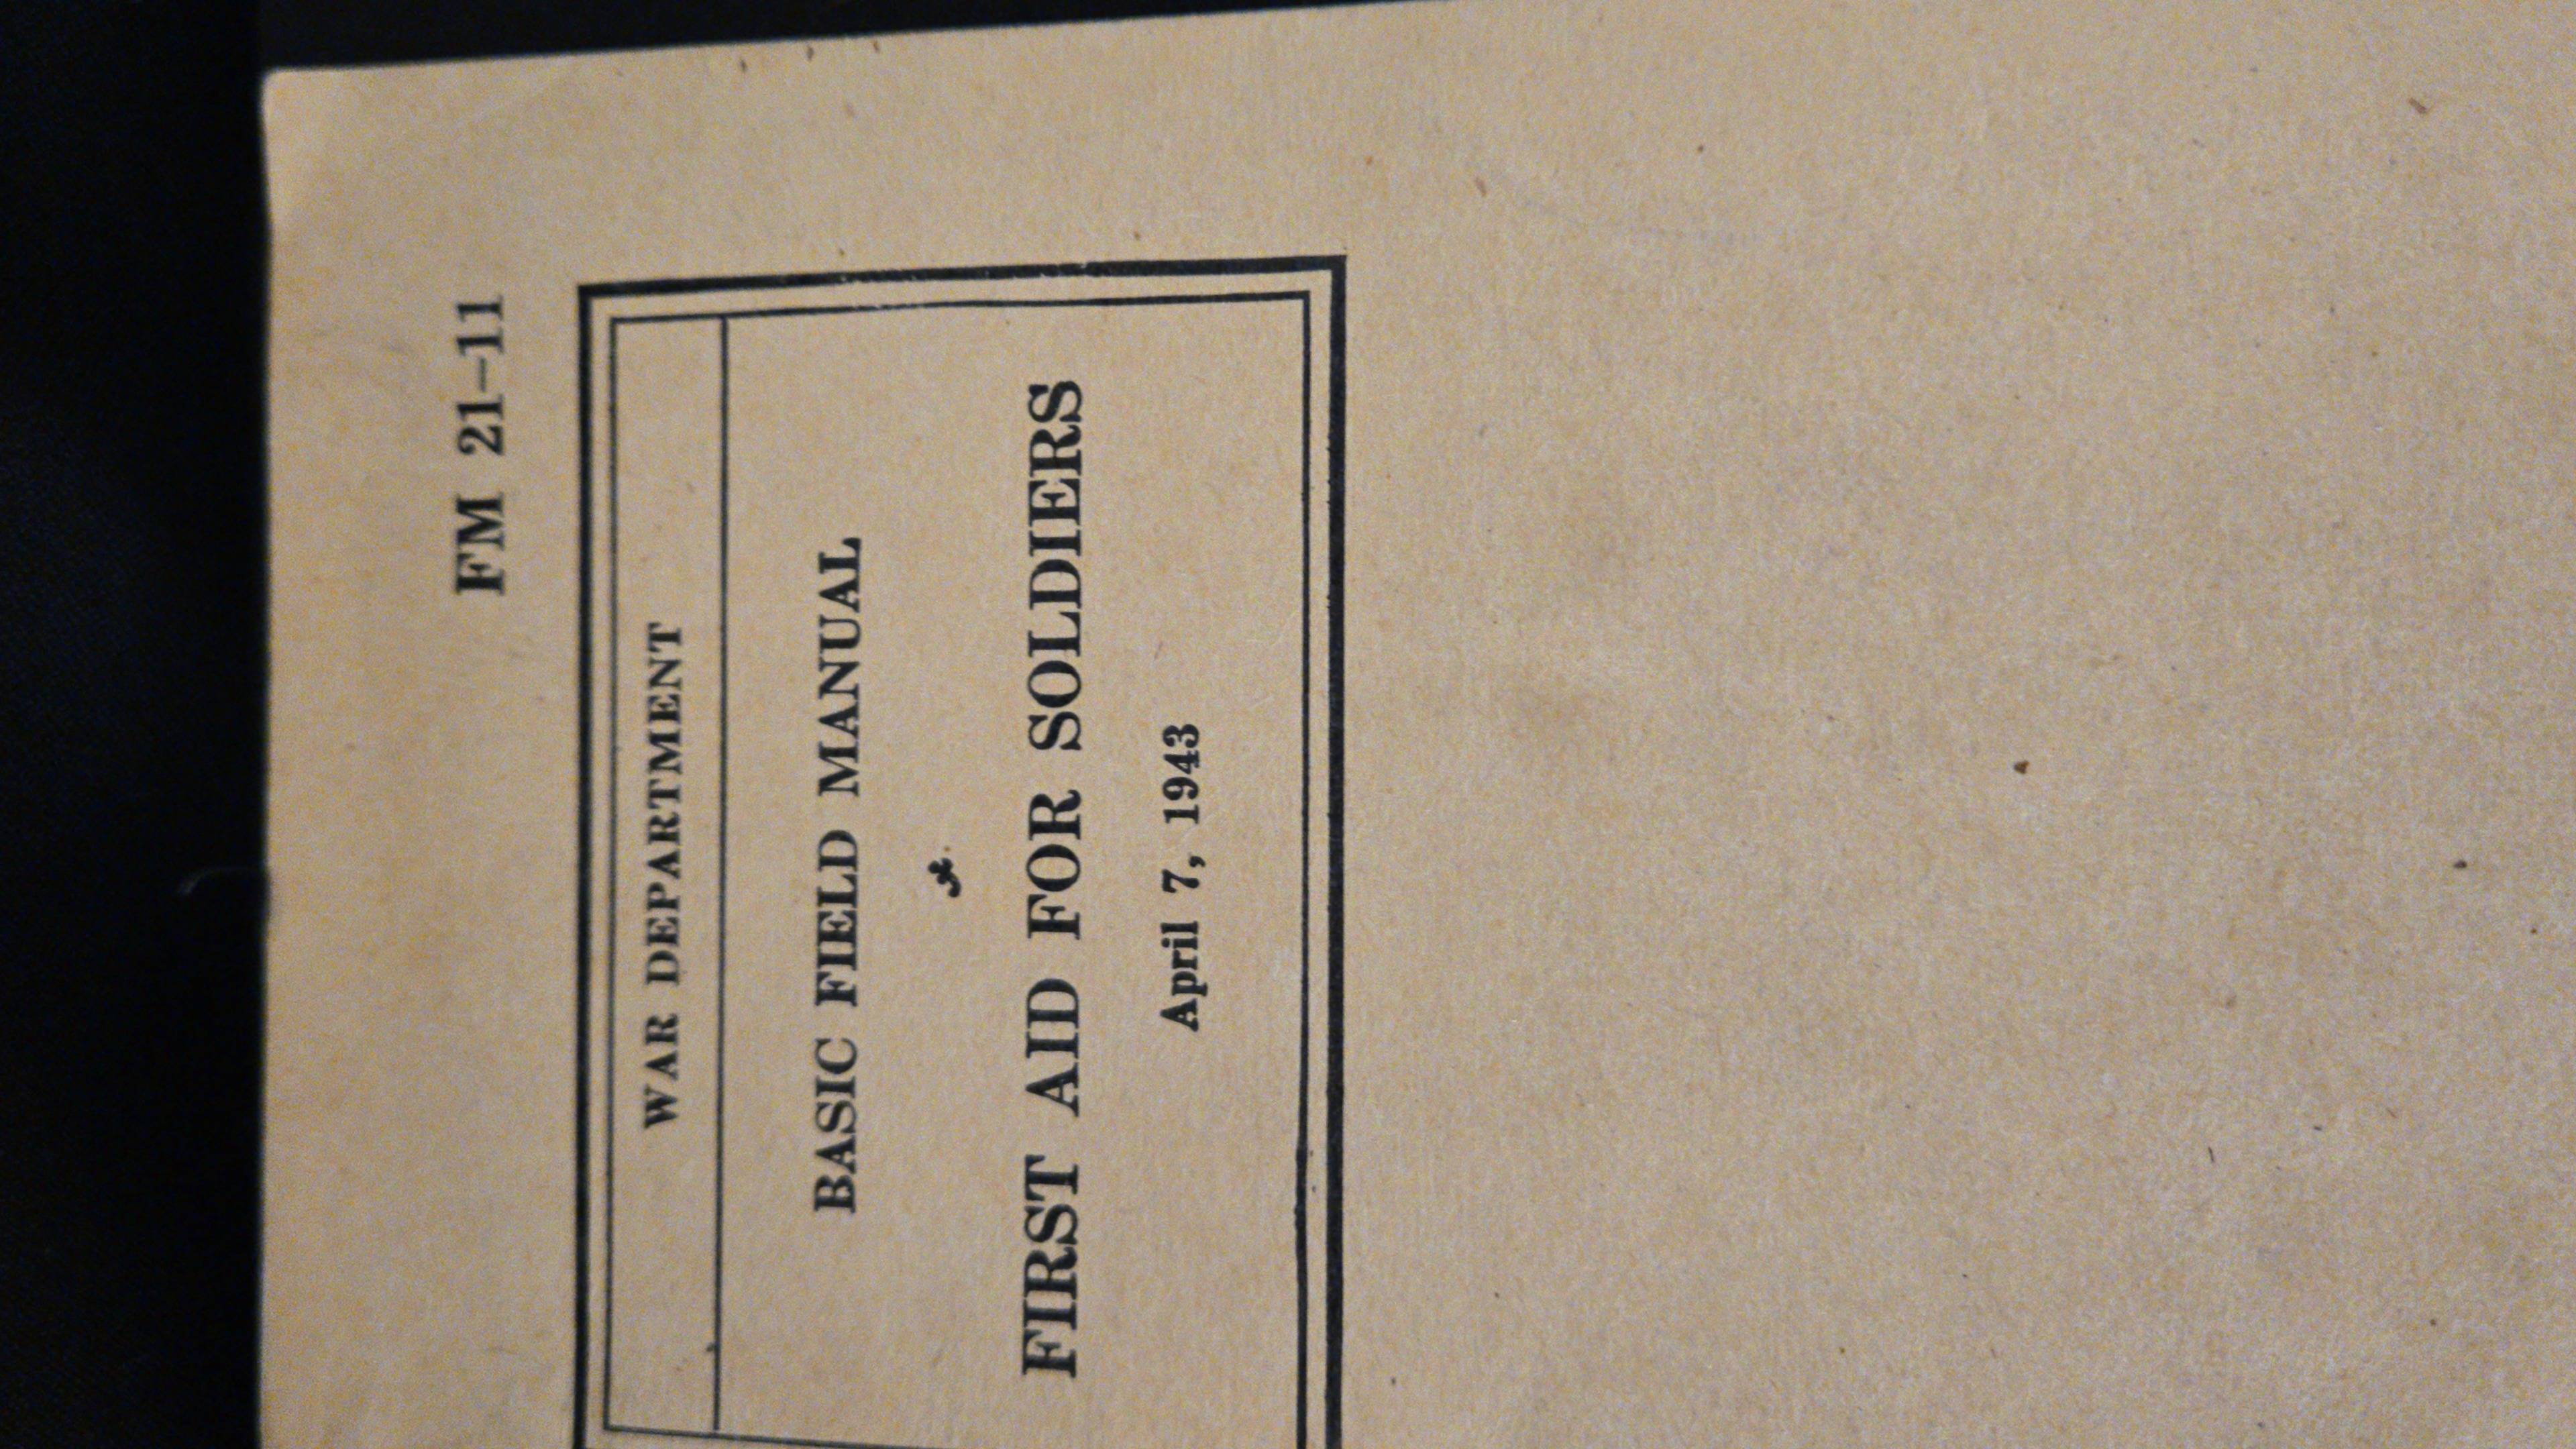 FM 21–11
WAR DEPARTMENT
BASIC FIELD MANUAL
FIRST AID FOR SOLDIERS
April 7, 1943